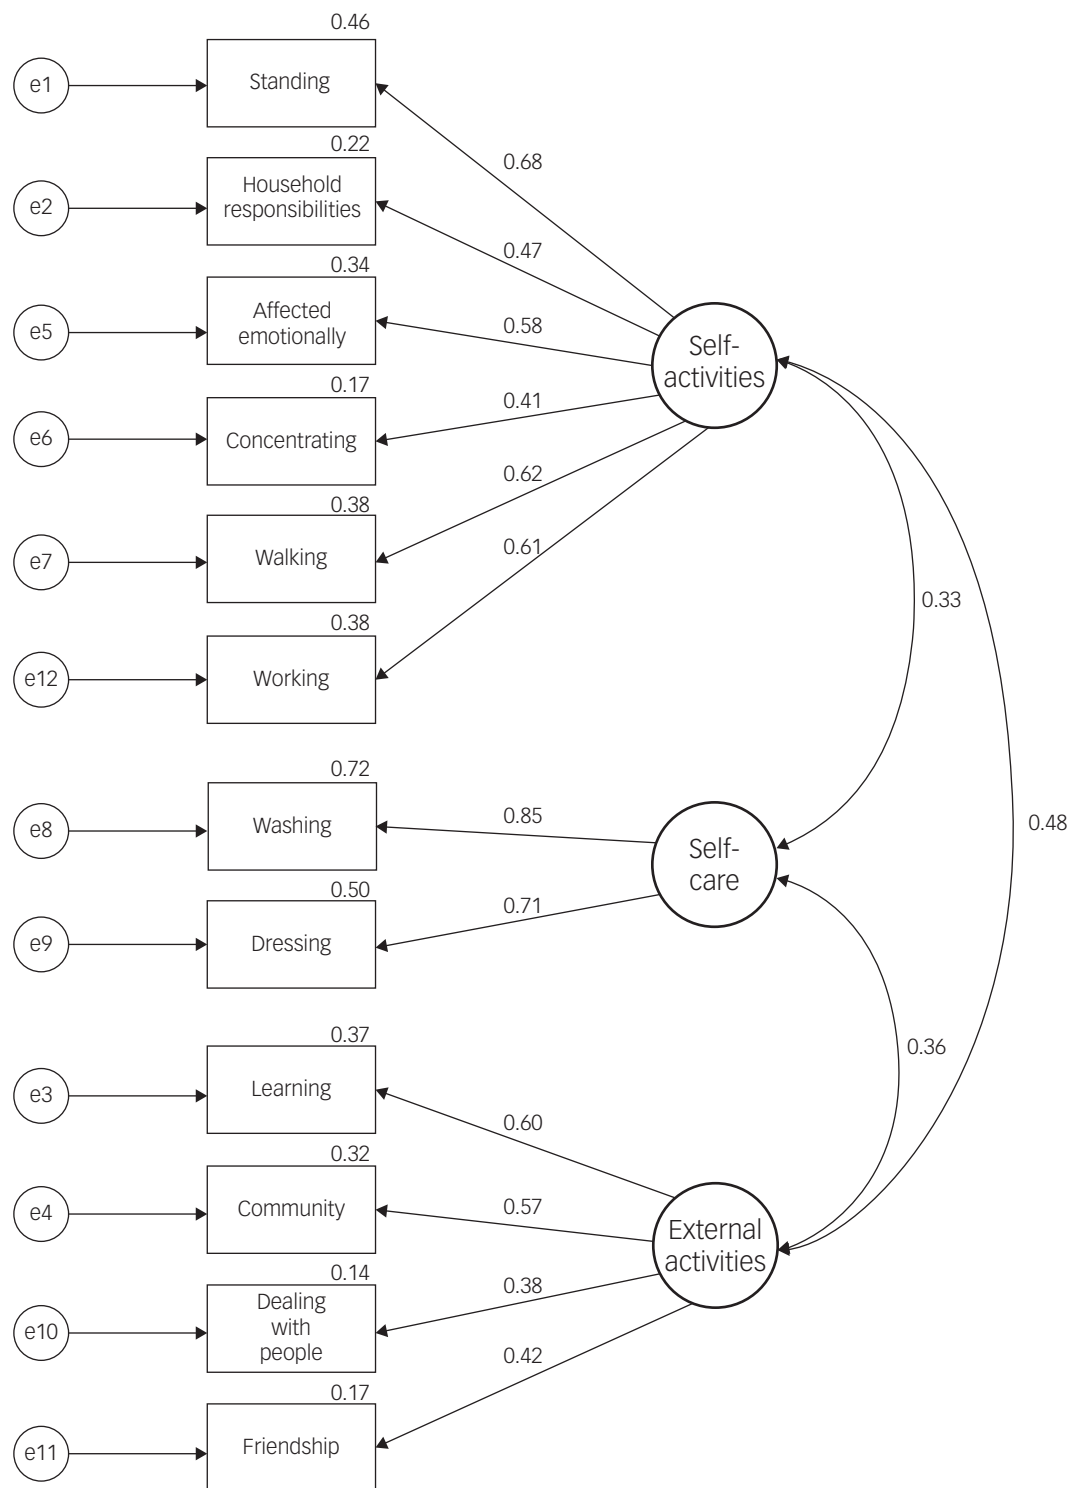 0.46
e1
Standing
0.68
0.22
e2
Household
responsibilities
0.47
0.34
e5
Affected
emotionally
0.58
Self-
activities
0.17
e6
Concentrating
0.41
0.62
0.38
e7
Walking
0.61
0.33
0.38
e12
Working
0.72
e8
Washing
0.85
Self-
care
0.48
0.50
e9
Dressing
0.71
0.37
e3
Learning
0.60
0.36
0.32
e4
Community
0.57
External
activities
0.14
e10
Dealing
with
people
0.38
0.42
0.17
e11
Friendship